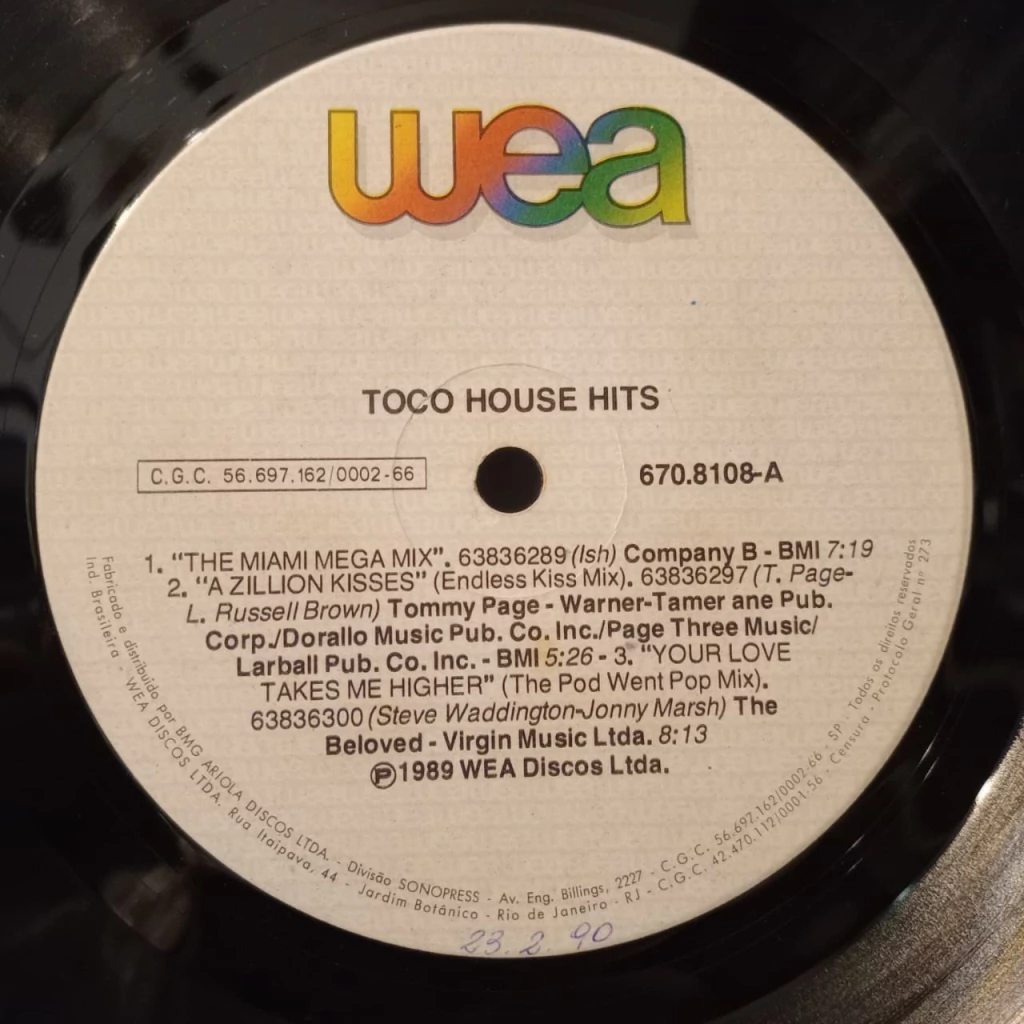 wea
TOCO HOUSE HITS
C.G.C. 56.697.162/0002-66
670.8108-A
1. "THE MIAMI MEGA MIX". 63836289 (Ish) Company B - BMI 7:19
2. "A ZILLION KISSES" (Endless Kiss Mix). 63836297 (T. Page-
L. Russell Brown) Tommy Page - Warner-Tamer ane Pub.
Corp./Dorallo Music Pub. Co. Inc./Page Three Music/
Larball Pub. Co. Inc. - BMI 5:26 - 3. "YOUR LOVE
TAKES ME HIGHER" (The Pod Went Pop Mix).
63836300 (Steve Waddington-Jonny Marsh) The
Beloved - Virgin Music Ltda. 8:13
℗1989 WEA Discos Ltda.
Fabricado e distribuido por BMG ARIOLA DISCOS LTDA. - Divisão SONOPRESS - Av. Eng. Billings, 2227 - C.G.C. 56.697.162/0002-66 - SP - Todos os direitos reservados
Ind. Brasileira - WEA DISCOS LTDA. Rua Itaipava, 44 - Jardim Botânico - Rio de Janeiro - RJ - C.G.C. 42.470.112/0001-56 - Censura - Protocolo Geral nº 273
23.2.90